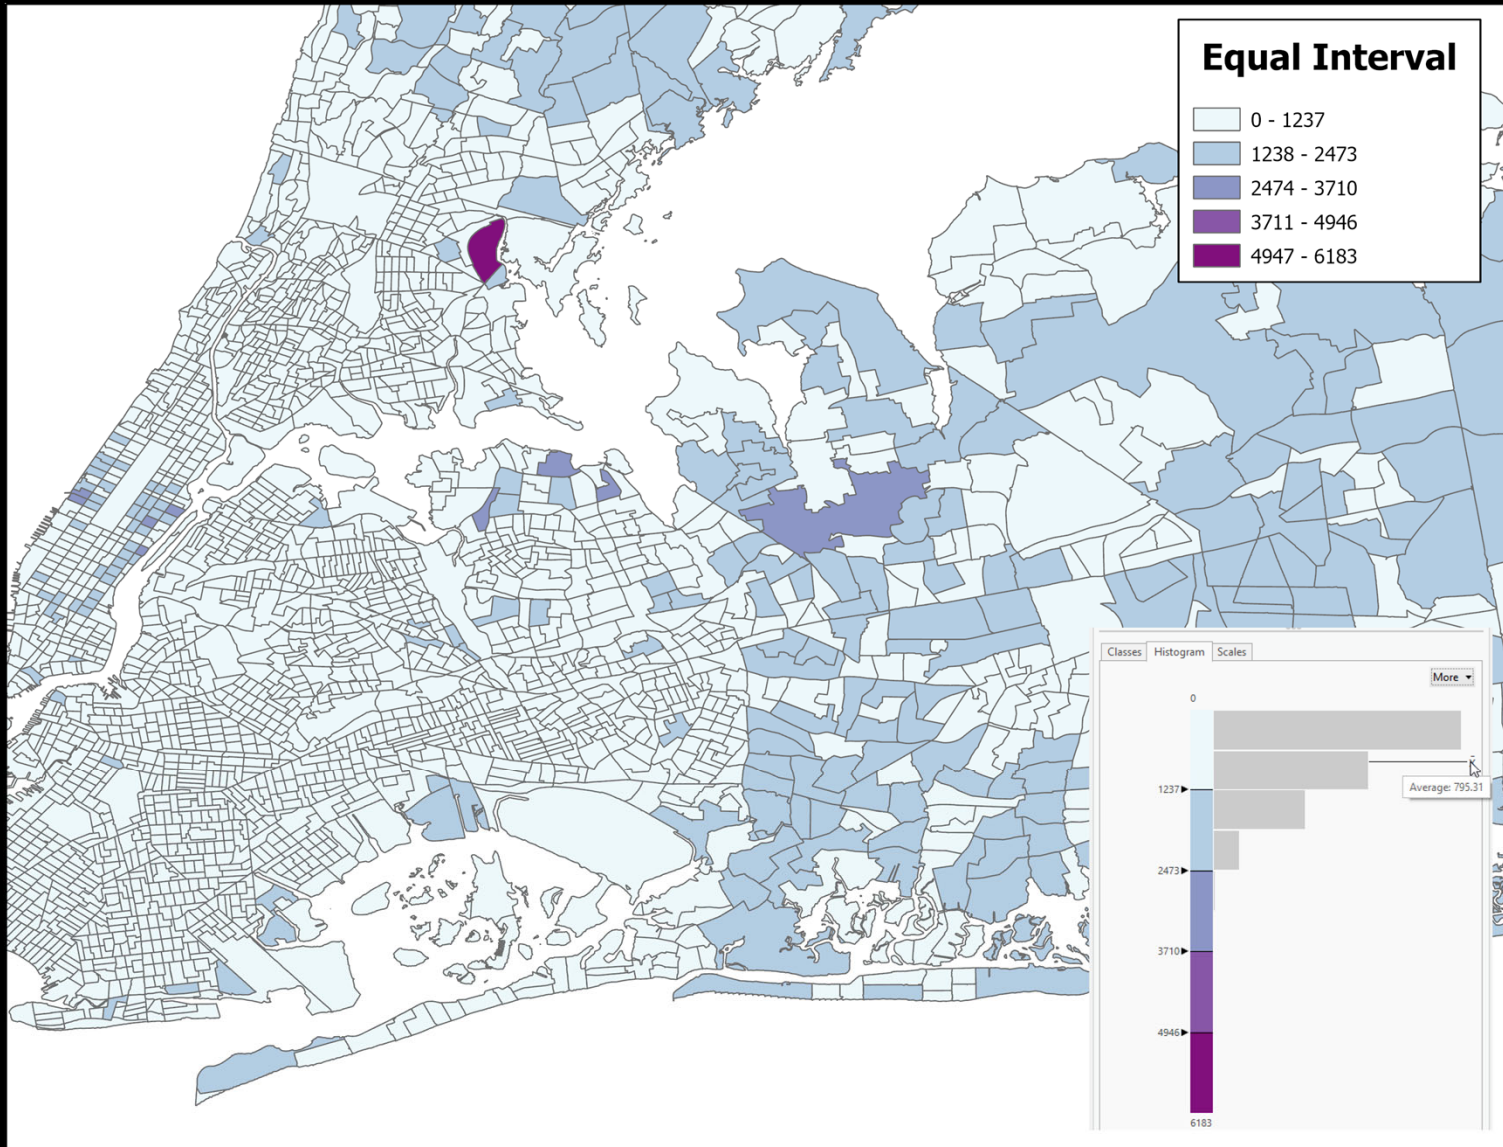 Equal Interval
0 - 1237
1238 - 2473
2474 - 3710
3711 - 4946
4947 - 6183
Classes Histogram Scales
More
0
Average: 795.31
1237
2473
3710
4946
6183